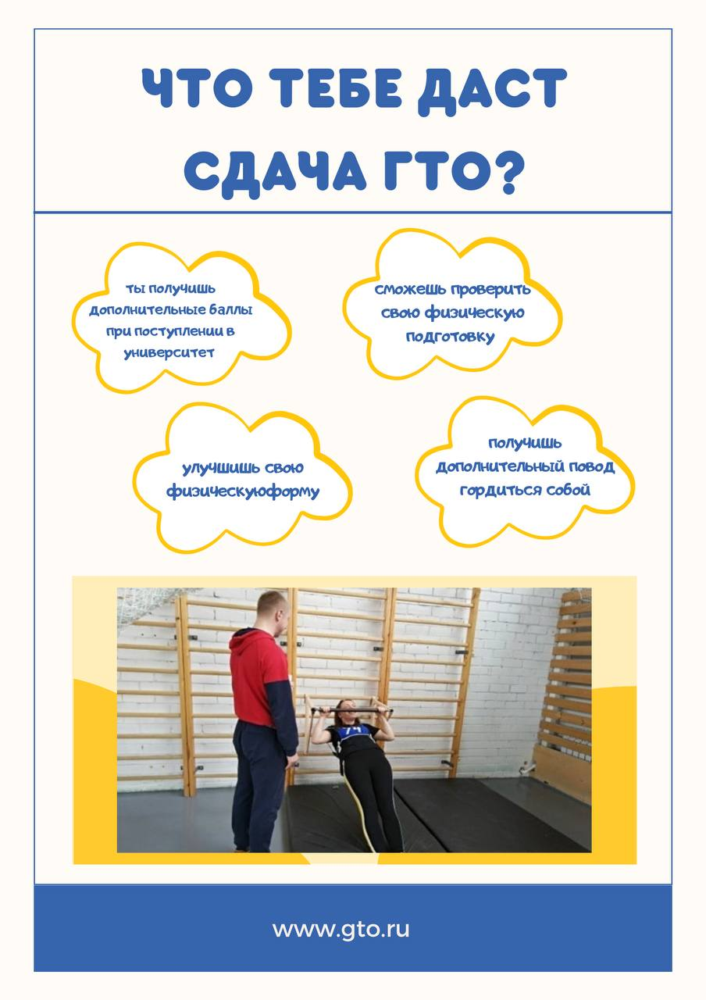 ЧТО ТЕБЕ ДАСТ
СДАЧА ГТО?
ты получишь
дополнительные баллы
при поступлении в
университет
сможешь проверить
свою физическую
подготовку
улучшишь свою
физическуюформу
получишь
дополнительный повод
гордиться собой
74
www.gto.ru